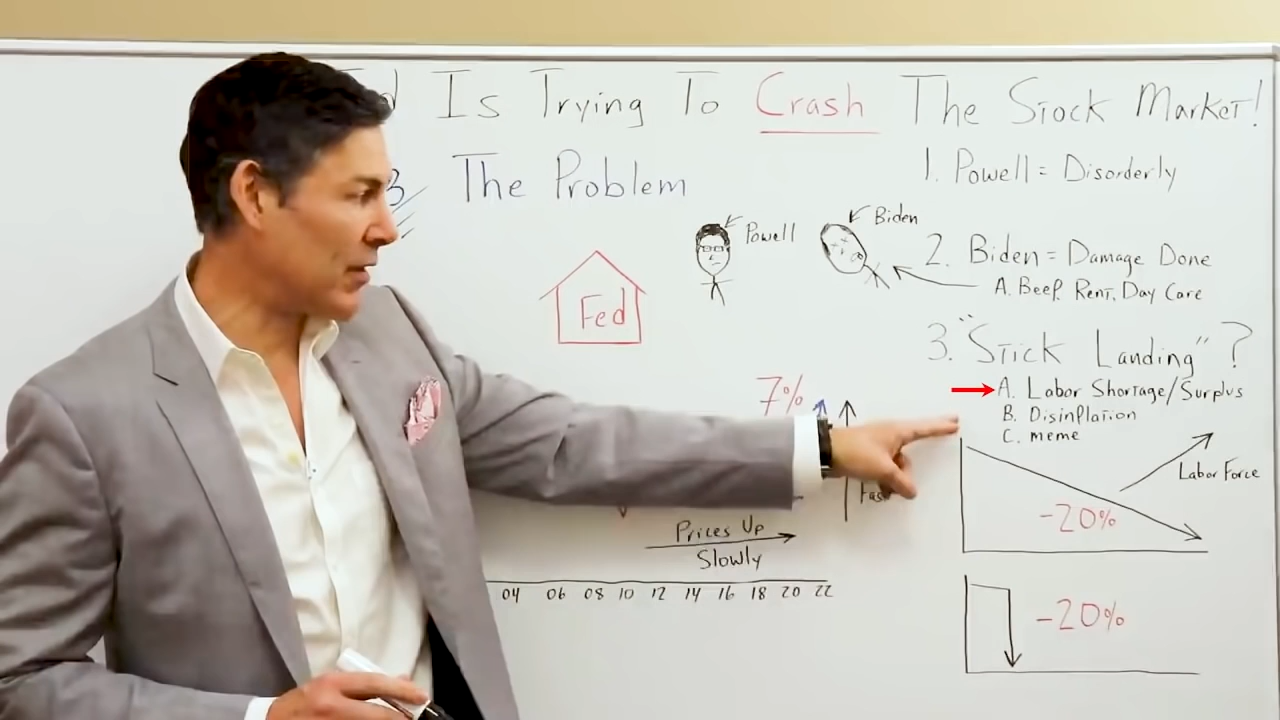 Is Trying To Crash The Stock Market!
The Problem
1. Powell = Disorderly
Powell
Biden
2. Biden = Damage Done
A. Beep. Rent, Day Care
Fed
3. "Stick Landing" ?
A. Labor Shortage/Surplus
B. Disinflation
C. meme
7%
Labor Force
-20%
Prices Up
Slowly
04 06 08 10 12 14 16 18 20 22
-20%